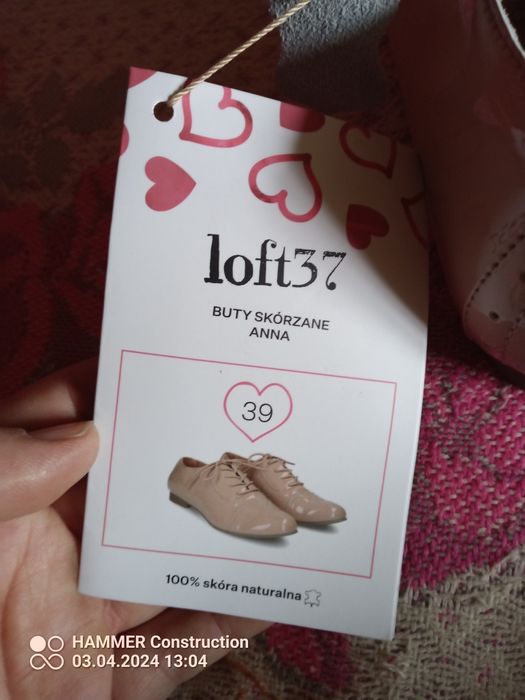 loft37
BUTY SKÓRZANE
ANNA
39
100% skóra naturalna
HAMMER Construction
03.04.2024 13:04